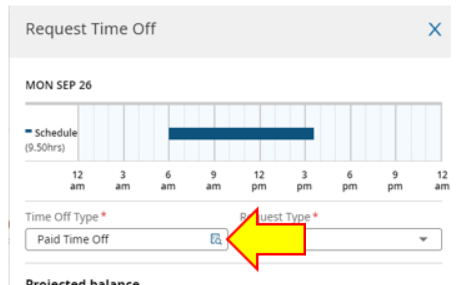 Request Time Off
MON SEP 26
Schedule
(9.50hrs)
12 3 6 9 12 3 6 9 12
am am am am pm pm pm pm am
Time Off Type * Request Type *
Paid Time Off
Projected balance